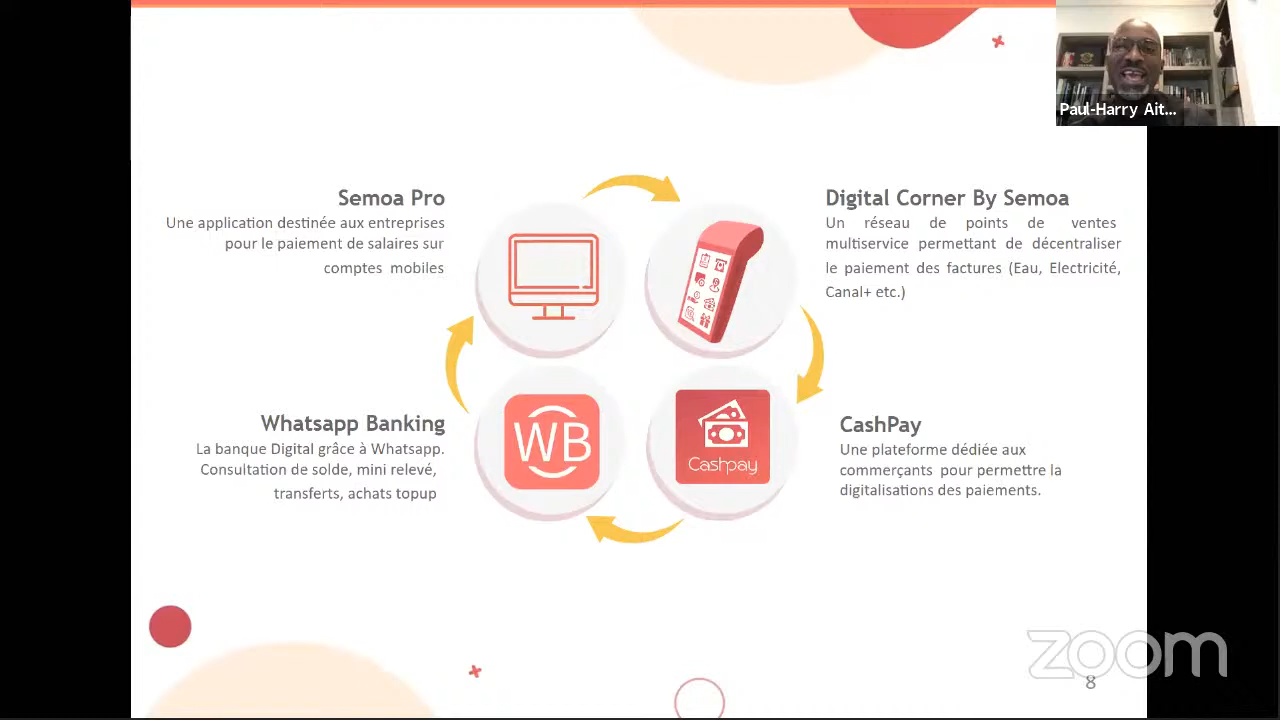 Paul-Harry Ait...
Semoa Pro
Une application destinée aux entreprises
pour le paiement de salaires sur
comptes mobiles
Digital Corner By Semoa
Un réseau de points de ventes
multiservice permettant de décentraliser
le paiement des factures (Eau, Electricité,
Canal+ etc.)
Whatsapp Banking
La banque Digital grâce à Whatsapp.
Consultation de solde, mini relevé,
transferts, achats topup
WB
Cashpay
CashPay
Une plateforme dédiée aux
commerçants pour permettre la
digitalisations des paiements.
zoom
8